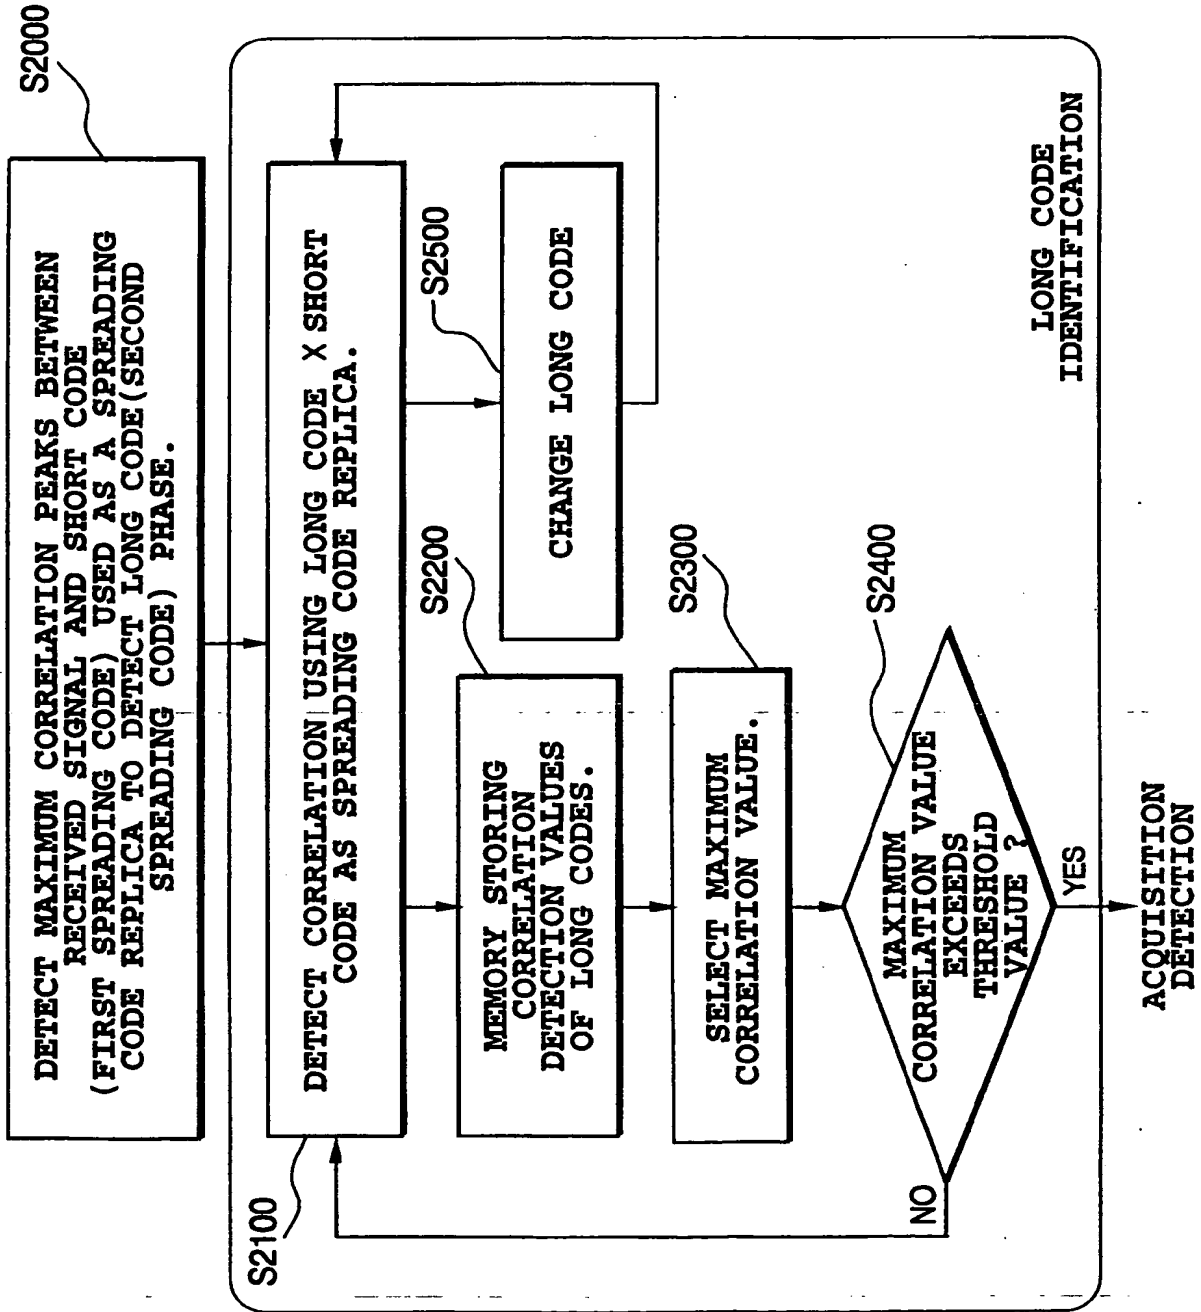 S2000
DETECT MAXIMUM CORRELATION PEAKS BETWEEN
RECEIVED SIGNAL AND SHORT CODE
(FIRST SPREADING CODE) USED AS A SPREADING
CODE REPLICA TO DETECT LONG CODE(SECOND
SPREADING CODE) PHASE.
S2100
DETECT CORRELATION USING LONG CODE X SHORT
CODE AS SPREADING CODE REPLICA.
S2200
MEMORY STORING
CORRELATION
DETECTION VALUES
OF LONG CODES.
S2500
CHANGE LONG CODE
S2300
SELECT MAXIMUM
CORRELATION VALUE.
S2400
MAXIMUM
CORRELATION VALUE
EXCEEDS
THRESHOLD
VALUE ?
NO
YES
LONG CODE
IDENTIFICATION
ACQUISITION
DETECTION